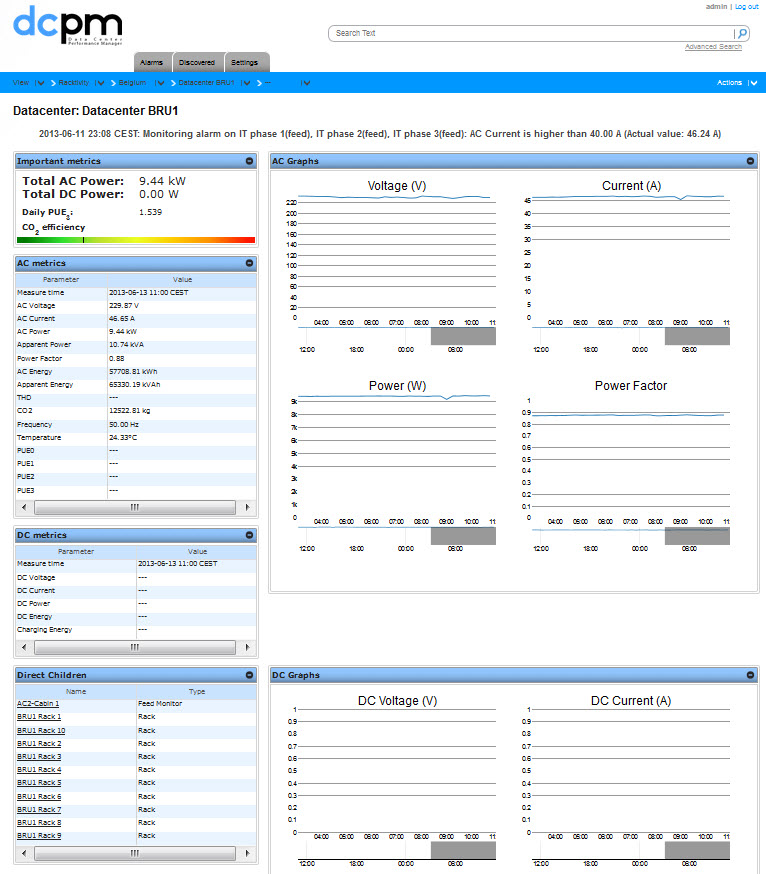 dcpm
Data Center
Performance Manager
admin | Log out
Search Text
Advanced Search
Alarms Discovered Settings
View Racktivity Belgium Datacenter BRU1 -- Actions
Datacenter: Datacenter BRU1
2013-06-11 23:08 CEST: Monitoring alarm on IT phase 1(feed), IT phase 2(feed), IT phase 3(feed): AC Current is higher than 40.00 A (Actual value: 46.24 A)
Important metrics
Total AC Power: 9.44 kW
Total DC Power: 0.00 W
Daily PUE3: 1.539
CO2 efficiency
AC metrics
Parameter Value
Measure time 2013-06-13 11:00 CEST
AC Voltage 229.87 V
AC Current 46.65 A
AC Power 9.44 kW
Apparent Power 10.74 kVA
Power Factor 0.88
AC Energy 57708.81 kWh
Apparent Energy 65330.19 kVAh
THD ---
CO2 12522.81 kg
Frequency 50.00 Hz
Temperature 24.33°C
PUE0 ---
PUE1 ---
PUE2 ---
PUE3 ---
DC metrics
Parameter Value
Measure time 2013-06-13 11:00 CEST
DC Voltage ---
DC Current ---
DC Power ---
DC Energy ---
Charging Energy ---
Direct Children
Name Type
AC2-Cabin 1 Feed Monitor
BRU1 Rack 1 Rack
BRU1 Rack 10 Rack
BRU1 Rack 2 Rack
BRU1 Rack 3 Rack
BRU1 Rack 4 Rack
BRU1 Rack 5 Rack
BRU1 Rack 6 Rack
BRU1 Rack 7 Rack
BRU1 Rack 8 Rack
BRU1 Rack 9 Rack
AC Graphs
Voltage (V)
220
200
180
160
140
120
100
80
60
40
20
0
04:00 05:00 06:00 07:00 08:00 09:00 10:00 11
12:00 18:00 00:00 06:00
Current (A)
45
40
35
30
25
20
15
10
5
0
04:00 05:00 06:00 07:00 08:00 09:00 10:00 11
12:00 18:00 00:00 06:00
Power (W)
9k
8k
7k
6k
5k
4k
3k
2k
1k
0
04:00 05:00 06:00 07:00 08:00 09:00 10:00 11
12:00 18:00 00:00 06:00
Power Factor
1
0.9
0.8
0.7
0.6
0.5
0.4
0.3
0.2
0.1
0
04:00 05:00 06:00 07:00 08:00 09:00 10:00 11
12:00 18:00 00:00 06:00
DC Graphs
DC Voltage (V)
1
0.9
0.8
0.7
0.6
0.5
0.4
0.3
0.2
0.1
0
04:00 05:00 06:00 07:00 08:00 09:00 10:00 11
12:00 18:00 00:00 06:00
DC Current (A)
1
0.9
0.8
0.7
0.6
0.5
0.4
0.3
0.2
0.1
0
04:00 05:00 06:00 07:00 08:00 09:00 10:00 11
12:00 18:00 00:00 06:00